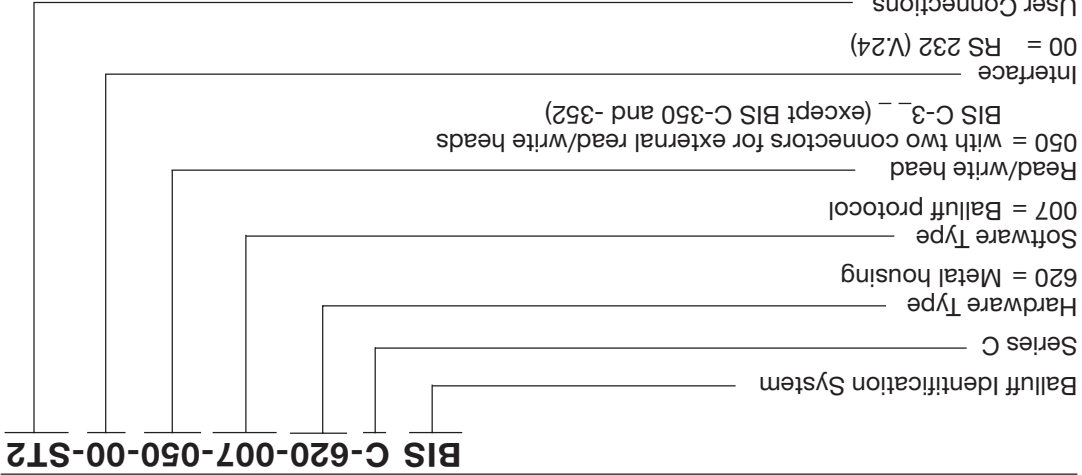 BIS C-620-007-050-00-ST2
Balluff Identification System
Series C
Hardware Type
620 = Metal housing
Software Type
007 = Balluff protocol
Read/write head
050 = with two connectors for external read/write heads
BIS C-3_ _ (except BIS C-350 and -352)
Interface
00 = RS 232 (V.24)
User Connections